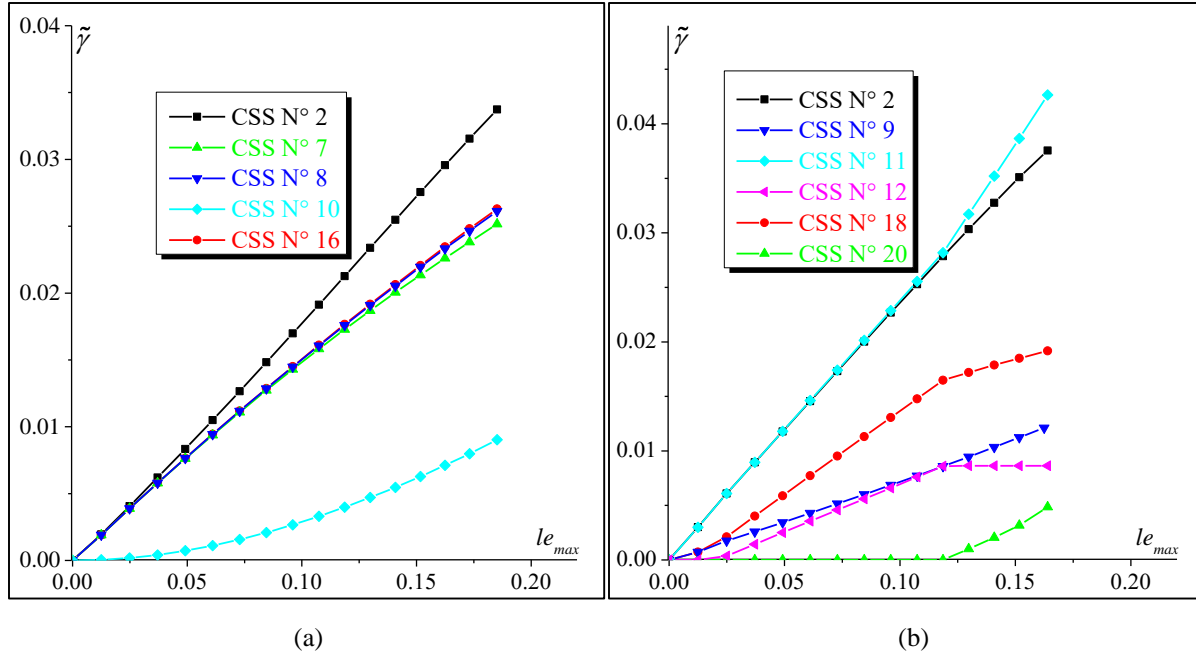 0.04
0.03
0.02
0.01
0.00
γ̃
CSS N° 2
CSS N° 7
CSS N° 8
CSS N° 10
CSS N° 16
le_max
0.00 0.05 0.10 0.15 0.20
(a)
0.04
0.03
0.02
0.01
0.00
γ̃
CSS N° 2
CSS N° 9
CSS N° 11
CSS N° 12
CSS N° 18
CSS N° 20
le_max
0.00 0.05 0.10 0.15 0.20
(b)